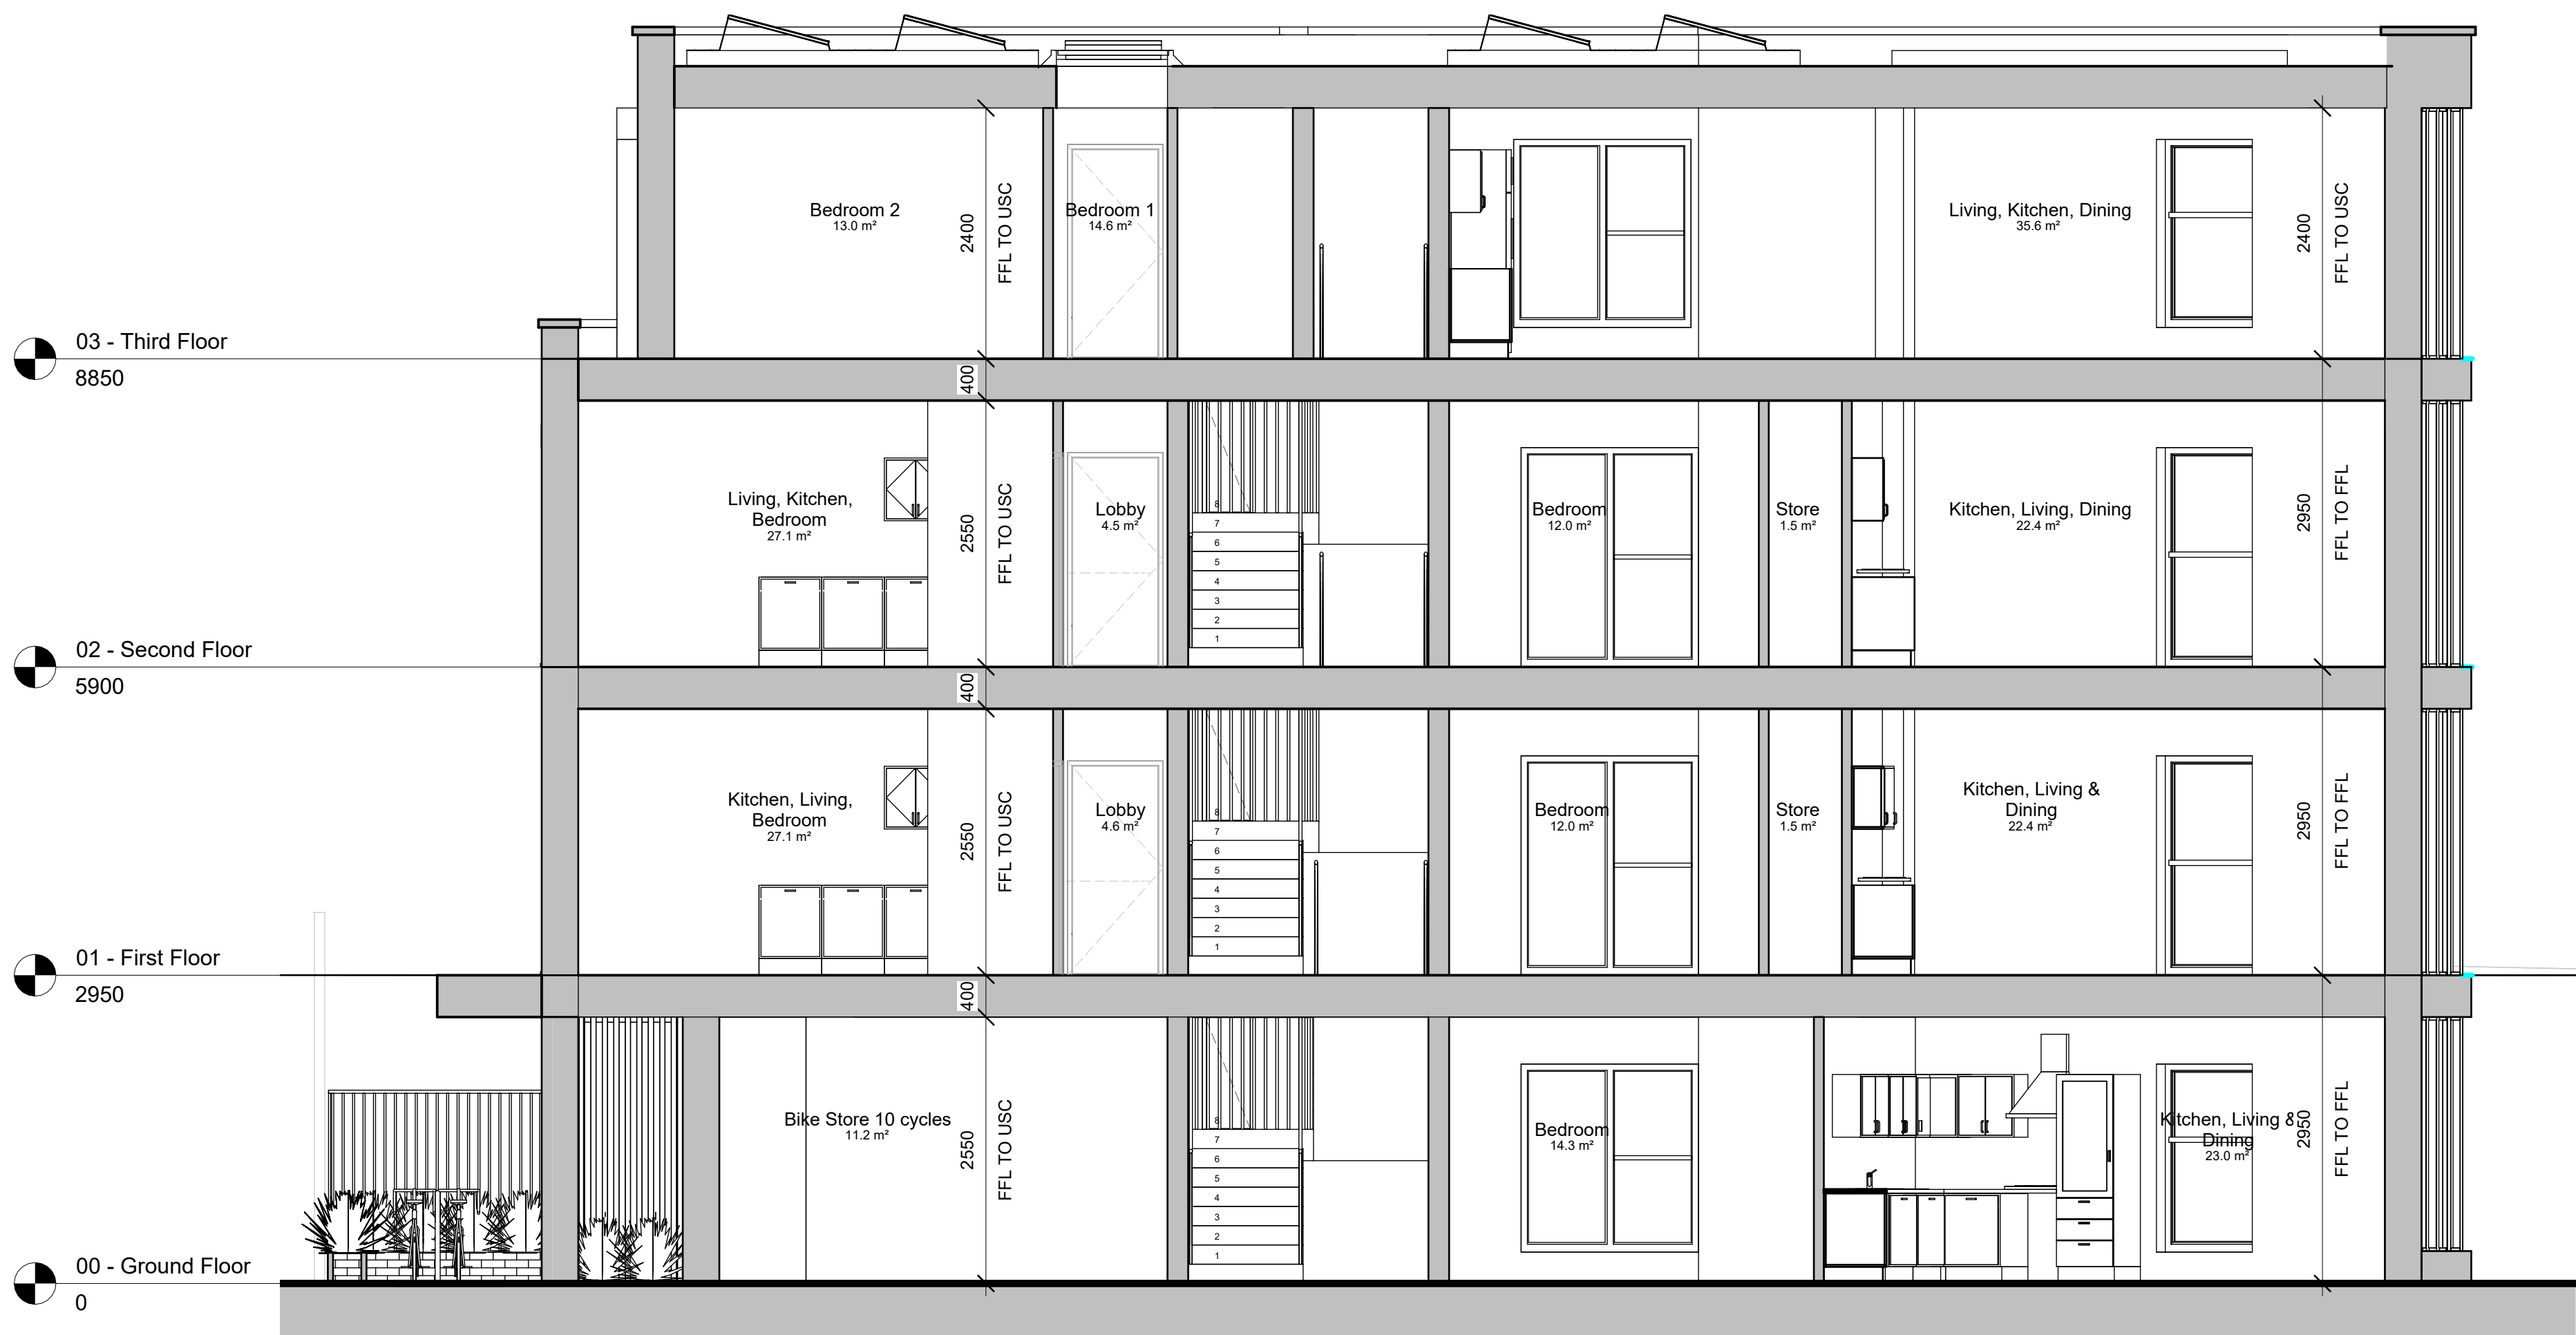 Bedroom 2
13.0 m²
2400
FFL TO USC
Bedroom 1
14.6 m²
Living, Kitchen, Dining
35.6 m²
2400
FFL TO USC
03 - Third Floor
8850
400
Living, Kitchen,
Bedroom
27.1 m²
2550
FFL TO USC
Lobby
4.5 m²
8
7
6
5
4
3
2
1
Bedroom
12.0 m²
Store
1.5 m²
Kitchen, Living, Dining
22.4 m²
2950
FFL TO FFL
02 - Second Floor
5900
400
Kitchen, Living,
Bedroom
27.1 m²
2550
FFL TO USC
Lobby
4.6 m²
8
7
6
5
4
3
2
1
Bedroom
12.0 m²
Store
1.5 m²
Kitchen, Living &
Dining
22.4 m²
2950
FFL TO FFL
01 - First Floor
2950
400
Bike Store 10 cycles
11.2 m²
2550
FFL TO USC
8
7
6
5
4
3
2
1
Bedroom
14.3 m²
Kitchen, Living &
Dining
23.0 m²
2950
FFL TO FFL
00 - Ground Floor
0